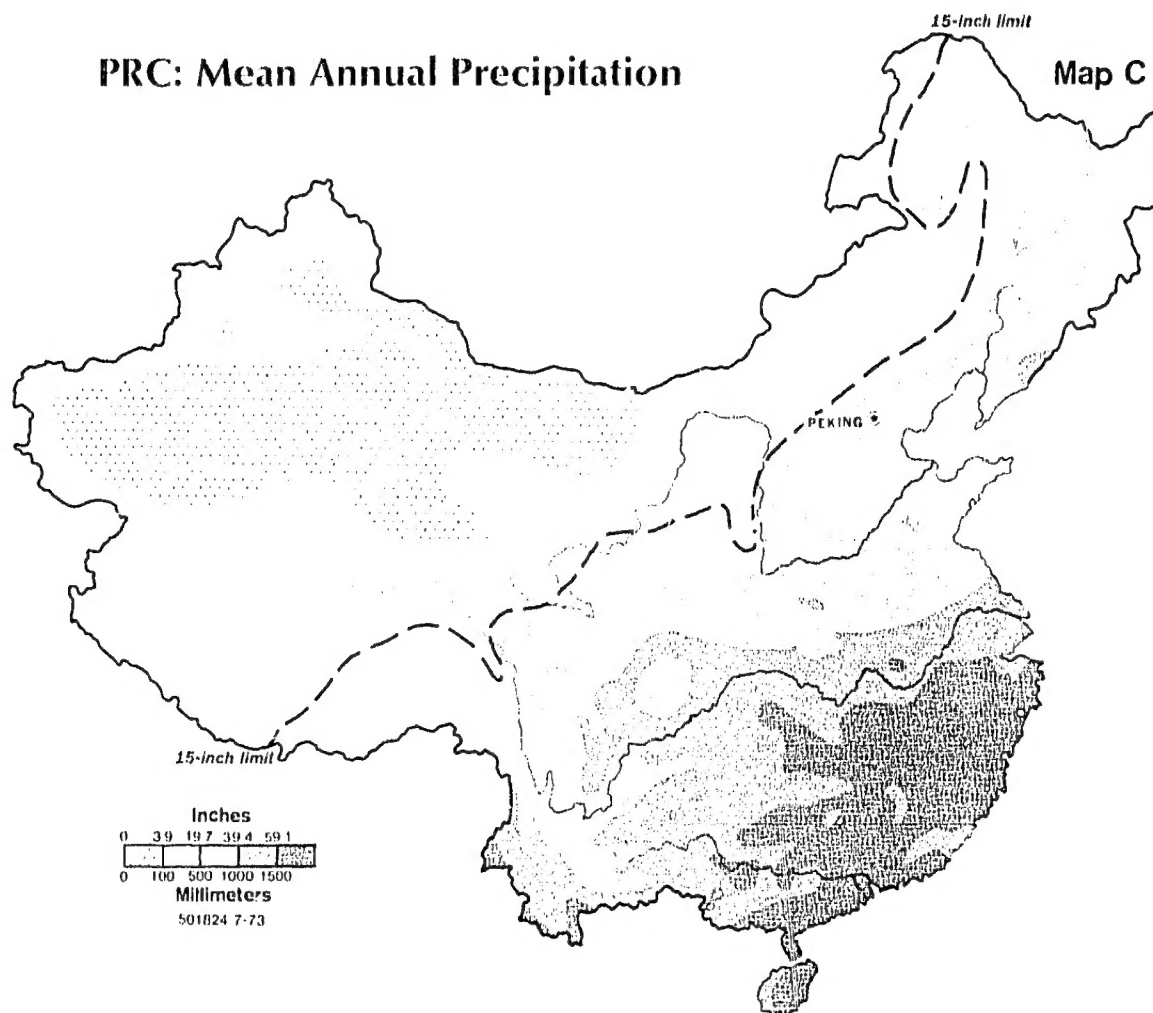 15-inch limit
PRC: Mean Annual Precipitation
Map C
PEKING
15-inch limit
Inches
0 3.9 19.7 39.4 59.1
0 100 500 1000 1500
Millimeters
501824 7-73